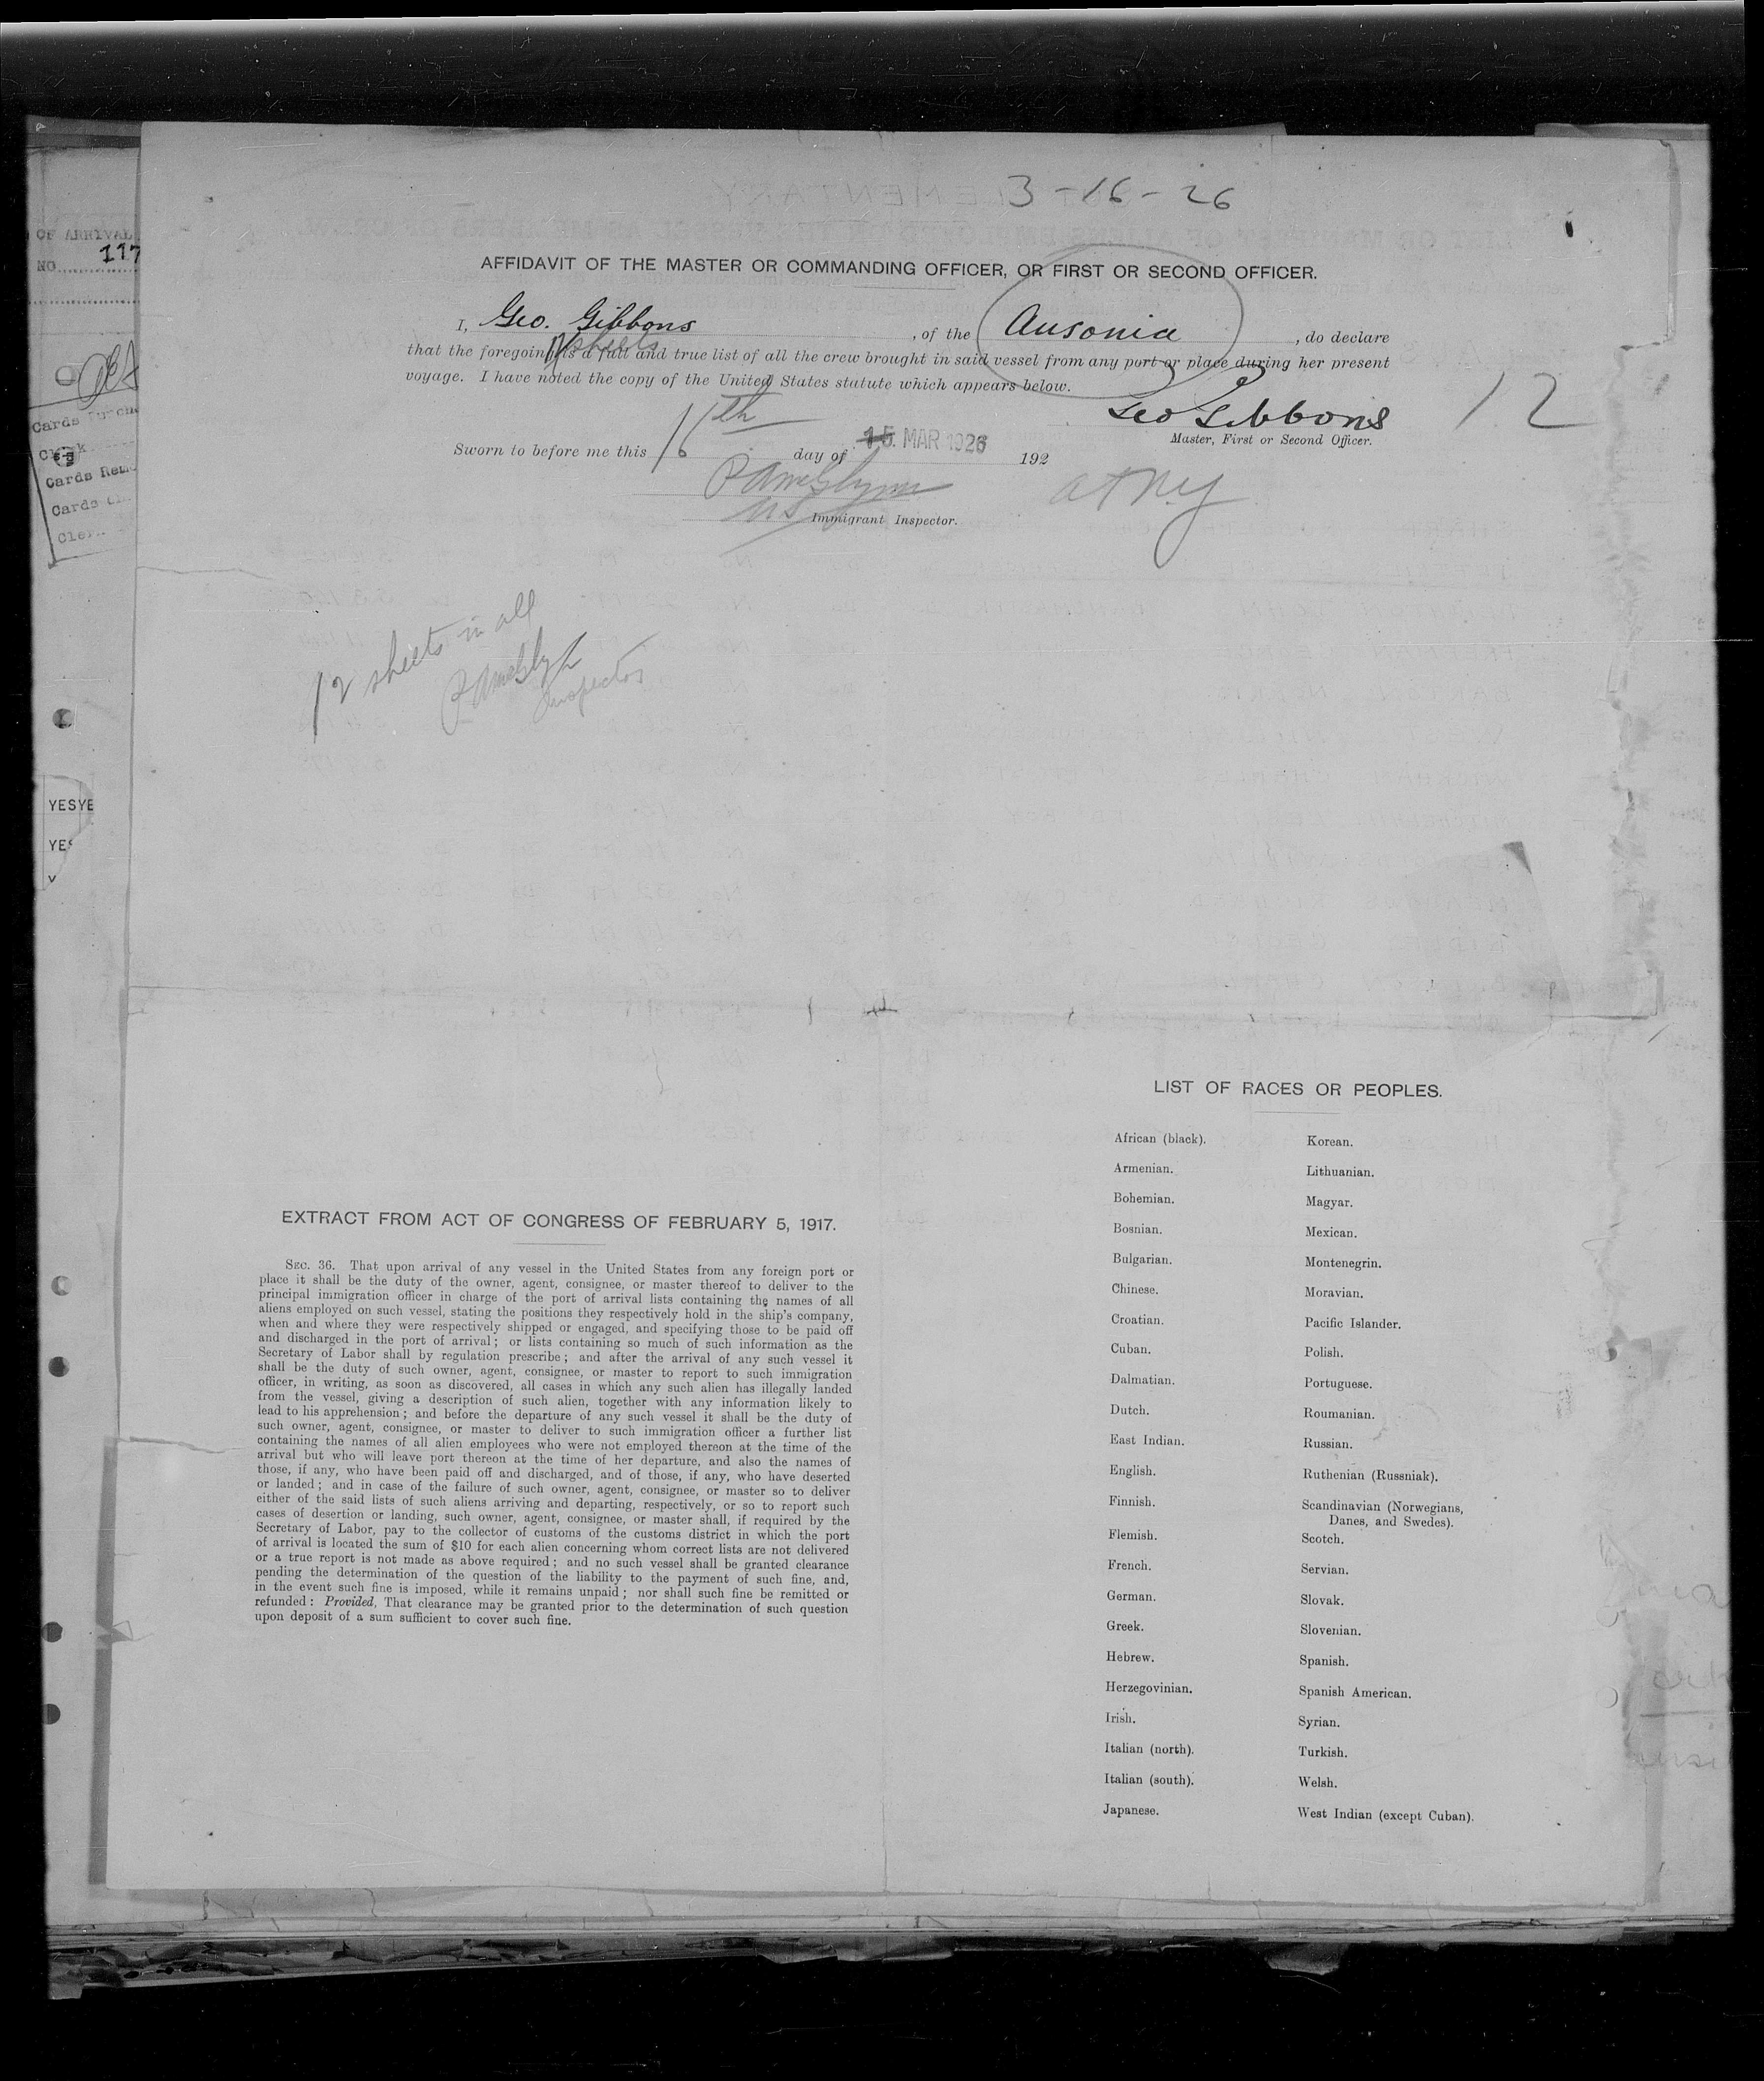 3-16-26
AFFIDAVIT OF THE MASTER OR COMMANDING OFFICER, OR FIRST OR SECOND OFFICER.
I, Geo. Gibbons, of the Ausonia, do declare
sheets
that the foregoing is a full and true list of all the crew brought in said vessel from any port or place during her present
voyage. I have noted the copy of the United States statute which appears below.
Geo Gibbons
12
Master, First or Second Officer.
Sworn to before me this 16th day of 15. MAR 1926 192
at NY
Immigrant Inspector.
12 sheets in all
Inspector
OF ARRIVAL
NO. 117
Cards
Cards
Cards
YES YE
YES
LIST OF RACES OR PEOPLES.
African (black). Korean.
Armenian. Lithuanian.
Bohemian. Magyar.
Bosnian. Mexican.
Bulgarian. Montenegrin.
Chinese. Moravian.
Croatian. Pacific Islander.
Cuban. Polish.
Dalmatian. Portuguese.
Dutch. Roumanian.
East Indian. Russian.
English. Ruthenian (Russniak).
Finnish. Scandinavian (Norwegians,
Danes, and Swedes).
Flemish. Scotch.
French. Servian.
German. Slovak.
Greek. Slovenian.
Hebrew. Spanish.
Herzegovinian. Spanish American.
Irish. Syrian.
Italian (north). Turkish.
Italian (south). Welsh.
Japanese. West Indian (except Cuban).
EXTRACT FROM ACT OF CONGRESS OF FEBRUARY 5, 1917.
SEC. 36. That upon arrival of any vessel in the United States from any foreign port or
place it shall be the duty of the owner, agent, consignee, or master thereof to deliver to the
principal immigration officer in charge of the port of arrival lists containing the names of all
aliens employed on such vessel, stating the positions they respectively hold in the ship's company,
when and where they were respectively shipped or engaged, and specifying those to be paid off
and discharged in the port of arrival; or lists containing so much of such information as the
Secretary of Labor shall by regulation prescribe; and after the arrival of any such vessel it
shall be the duty of such owner, agent, consignee, or master to report to such immigration
officer, in writing, as soon as discovered, all cases in which any such alien has illegally landed
from the vessel, giving a description of such alien, together with any information likely to
lead to his apprehension; and before the departure of any such vessel it shall be the duty of
such owner, agent, consignee, or master to deliver to such immigration officer a further list
containing the names of all alien employees who were not employed thereon at the time of the
arrival but who will leave port thereon at the time of her departure, and also the names of
those, if any, who have been paid off and discharged, and of those, if any, who have deserted
or landed; and in case of the failure of such owner, agent, consignee, or master so to deliver
either of the said lists of such aliens arriving and departing, respectively, or so to report such
cases of desertion or landing, such owner, agent, consignee, or master shall, if required by the
Secretary of Labor, pay to the collector of customs of the customs district in which the port
of arrival is located the sum of $10 for each alien concerning whom correct lists are not delivered
or a true report is not made as above required; and no such vessel shall be granted clearance
pending the determination of the question of the liability to the payment of such fine, and,
in the event such fine is imposed, while it remains unpaid; nor shall such fine be remitted or
refunded: Provided, That clearance may be granted prior to the determination of such question
upon deposit of a sum sufficient to cover such fine.